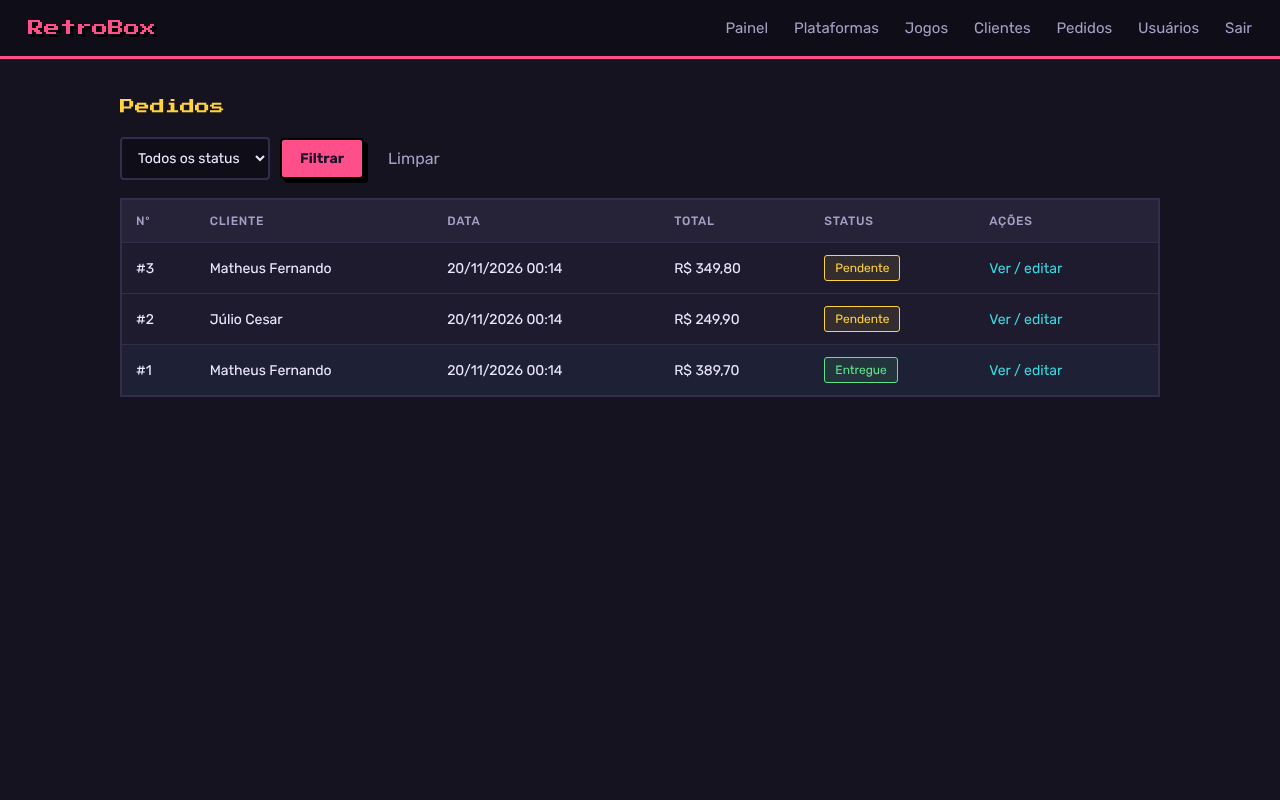 RetroBox Painel Plataformas Jogos Clientes Pedidos Usuários Sair
Pedidos
Todos os status Filtrar Limpar
Nº CLIENTE DATA TOTAL STATUS AÇÕES
#3 Matheus Fernando 20/11/2026 00:14 R$ 349,80 Pendente Ver / editar
#2 Júlio Cesar 20/11/2026 00:14 R$ 249,90 Pendente Ver / editar
#1 Matheus Fernando 20/11/2026 00:14 R$ 389,70 Entregue Ver / editar